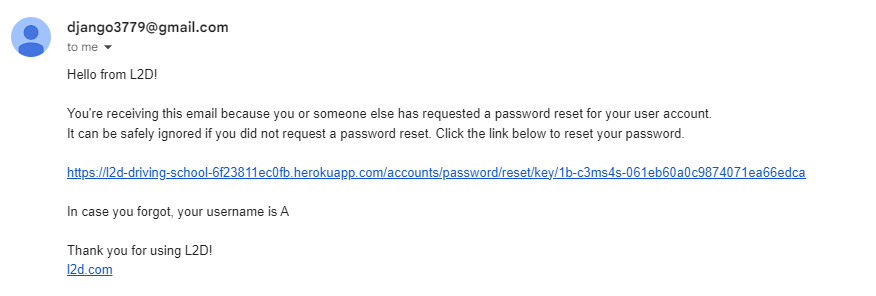 django3779@gmail.com
to me
Hello from L2D!
You're receiving this email because you or someone else has requested a password reset for your user account.
It can be safely ignored if you did not request a password reset. Click the link below to reset your password.
https://l2d-driving-school-6f23811ec0fb.herokuapp.com/accounts/password/reset/key/1b-c3ms4s-061eb60a0c9874071ea66edca
In case you forgot, your username is A
Thank you for using L2D!
l2d.com